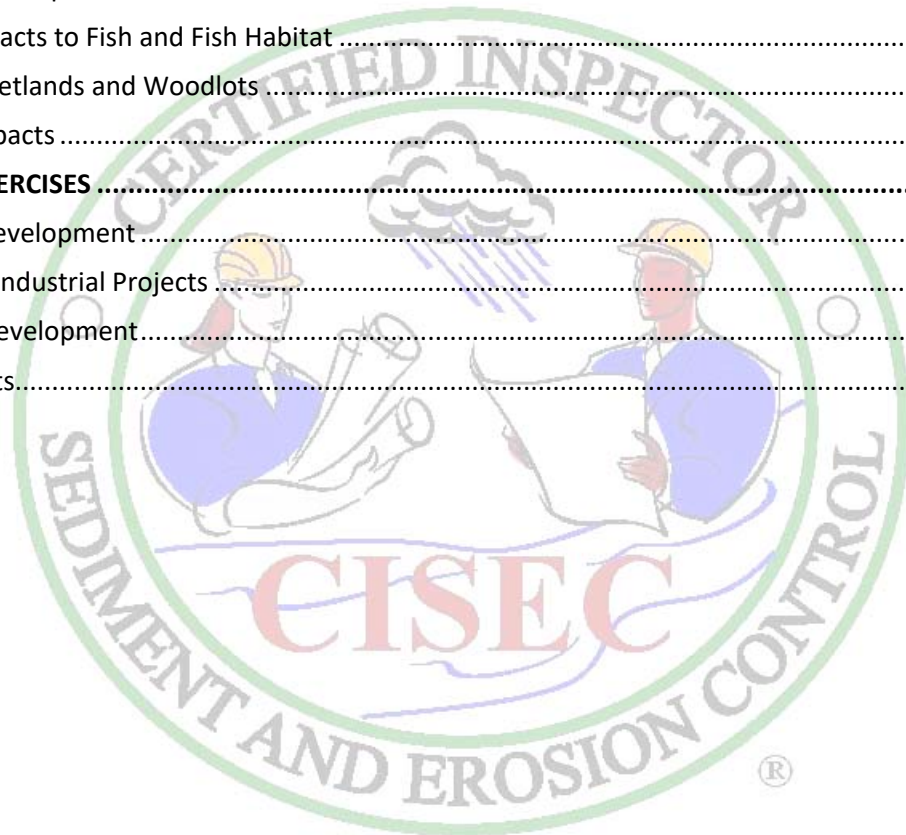 acts to Fish and Fish Habitat ................................................................
etlands and Woodlots ................................................................
pacts ................................................................
ERCISES ................................................................
evelopment ................................................................
Industrial Projects ................................................................
evelopment ................................................................
ts ................................................................
CERTIFIED INSPECTOR
CISEC
SEDIMENT AND EROSION CONTROL
®